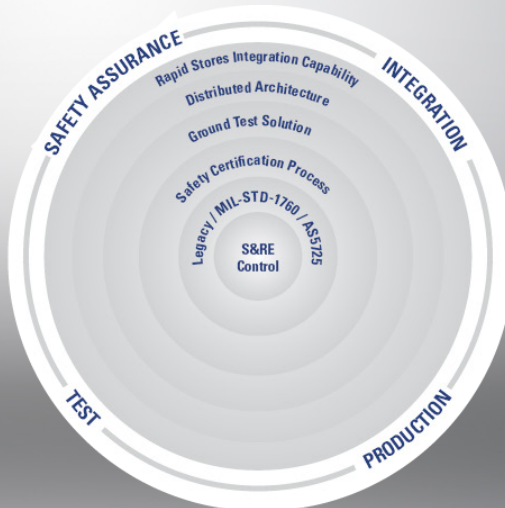 SAFETY ASSURANCE
INTEGRATION
Rapid Stores Integration Capability
Distributed Architecture
Ground Test Solution
Safety Certification Process
Legacy / MIL-STD-1760 / AS5725
S&RE
Control
TEST
PRODUCTION